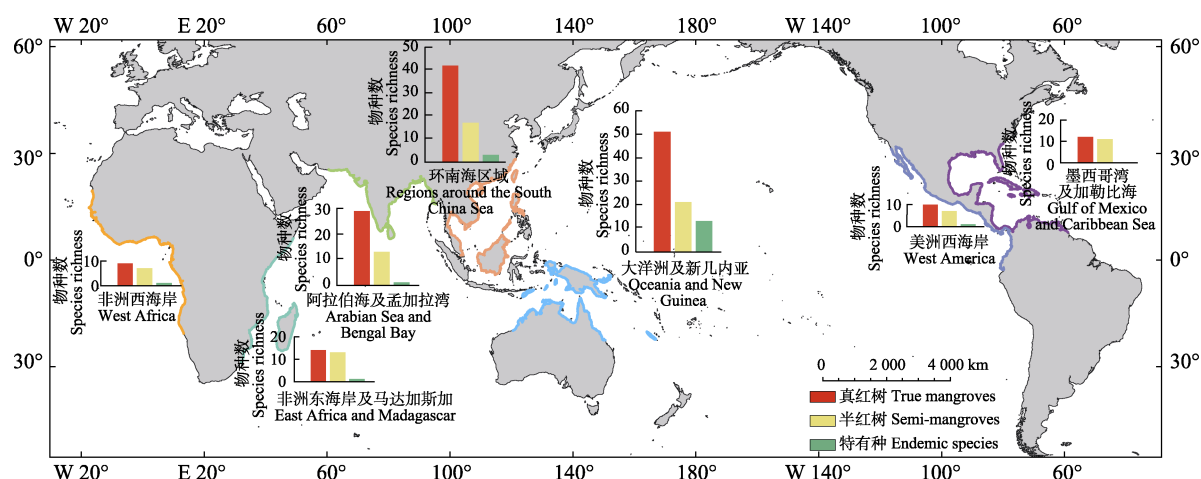 W 20° E 20° 60° 100° 140° 180° W 140° 100° 60°
60° 60°
30° 30°
0° 0°
30° 30°
物种数
Species richness
50
40
30
20
10
0
环南海区域
Regions around the South
China Sea
物种数
Species richness
60
50
40
30
20
10
0
大洋洲及新几内亚
Oceania and New
Guinea
物种数
Species richness
20
10
0
墨西哥湾
及加勒比海
Gulf of Mexico
and Caribbean Sea
物种数
Species richness
10
0
美洲西海岸
West America
物种数
Species richness
30
20
10
0
阿拉伯海及孟加拉湾
Arabian Sea and
Bengal Bay
物种数
Species richness
10
0
非洲西海岸
West Africa
物种数
Species richness
20
10
0
非洲东海岸及马达加斯加
East Africa and Madagascar
0 2 000 4 000 km
真红树 True mangroves
半红树 Semi-mangroves
特有种 Endemic species
W 20° E 20° 60° 100° 140° 180° W 140° 100° 60°